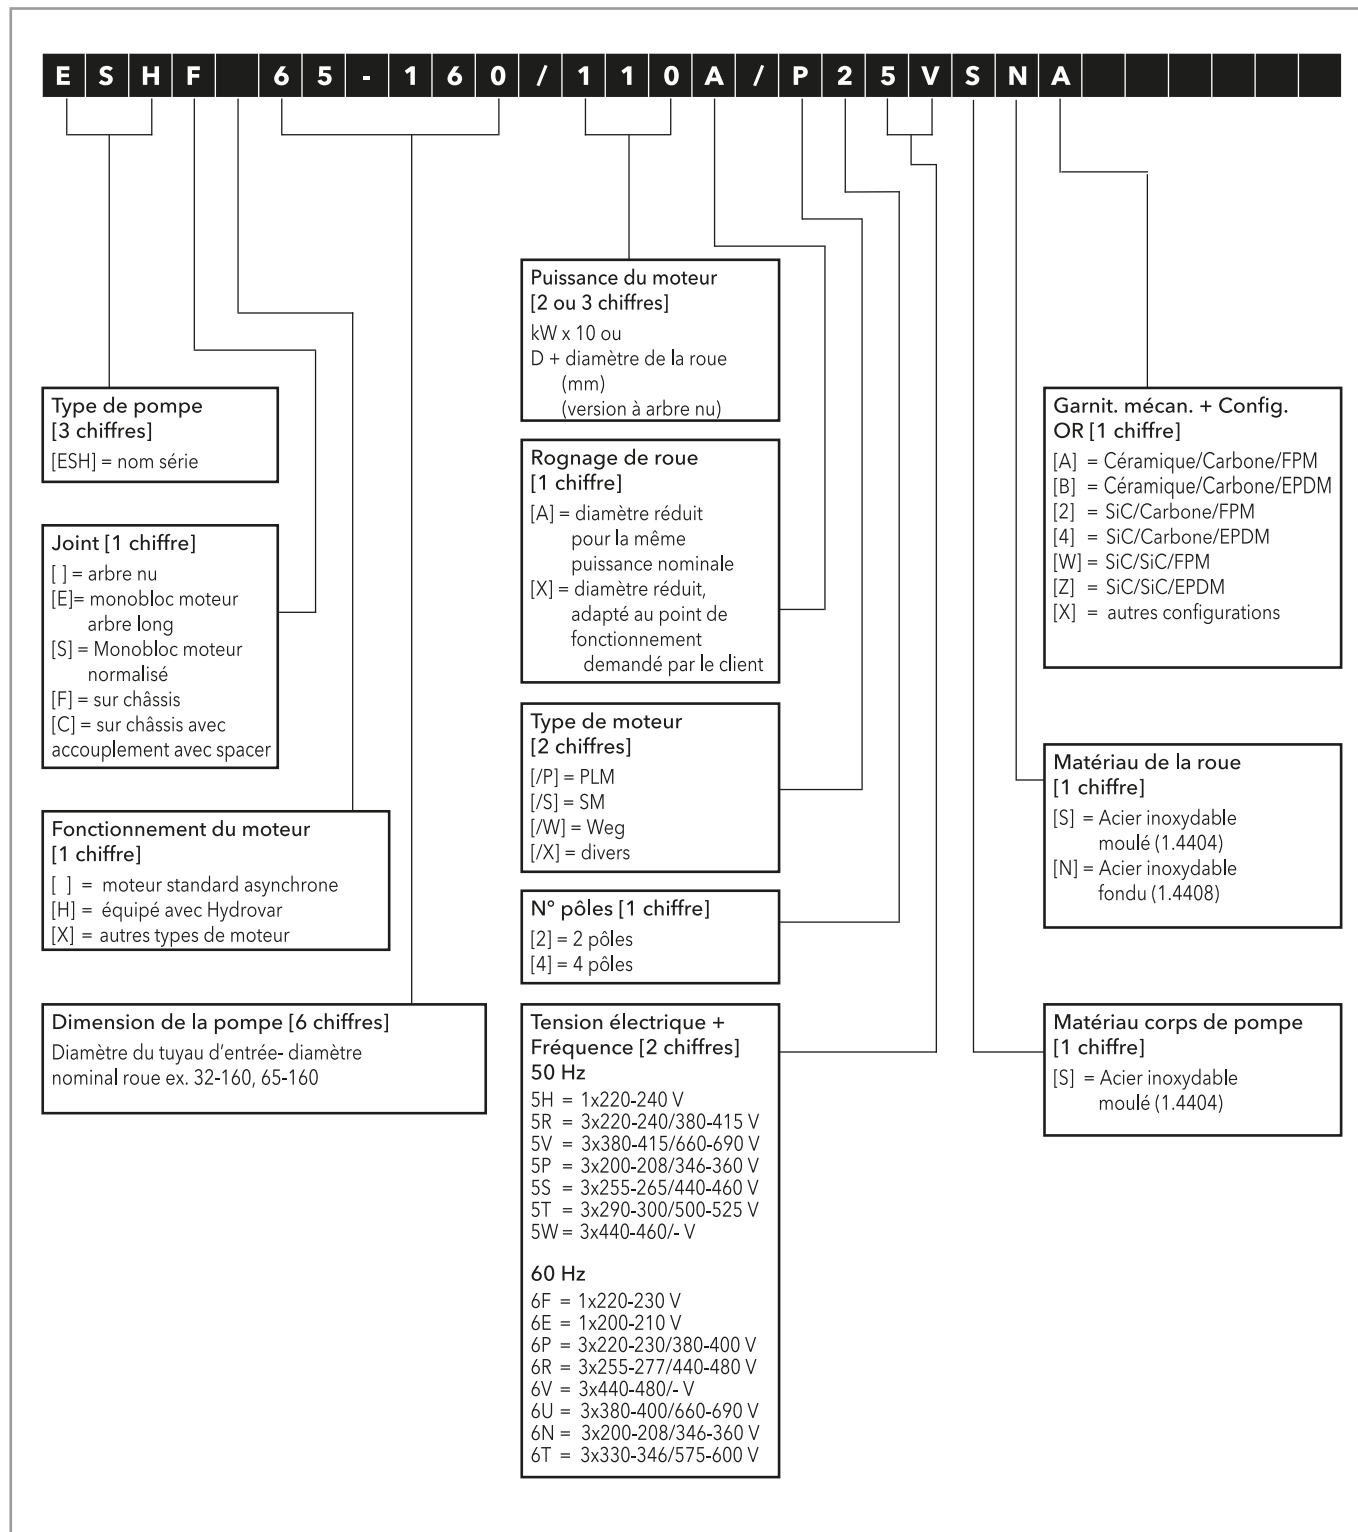 ESHF 65-160/110A/P25VSNA
Puissance du moteur
[2 ou 3 chiffres]
kW x 10 ou
D + diamètre de la roue
(mm)
(version à arbre nu)
Type de pompe
[3 chiffres]
[ESH] = nom série
Garnit. mécan. + Config.
OR [1 chiffre]
[A] = Céramique/Carbone/FPM
[B] = Céramique/Carbone/EPDM
[2] = SiC/Carbone/FPM
[4] = SiC/Carbone/EPDM
[W] = SiC/SiC/FPM
[Z] = SiC/SiC/EPDM
[X] = autres configurations
Rognage de roue
[1 chiffre]
[A] = diamètre réduit
pour la même
puissance nominale
[X] = diamètre réduit,
adapté au point de
fonctionnement
demandé par le client
Joint [1 chiffre]
[ ] = arbre nu
[E]= monobloc moteur
arbre long
[S] = Monobloc moteur
normalisé
[F] = sur châssis
[C] = sur châssis avec
accouplement avec spacer
Type de moteur
[2 chiffres]
[/P] = PLM
[/S] = SM
[/W] = Weg
[/X] = divers
Matériau de la roue
[1 chiffre]
[S] = Acier inoxydable
moulé (1.4404)
[N] = Acier inoxydable
fondu (1.4408)
Fonctionnement du moteur
[1 chiffre]
[ ] = moteur standard asynchrone
[H] = équipé avec Hydrovar
[X] = autres types de moteur
N° pôles [1 chiffre]
[2] = 2 pôles
[4] = 4 pôles
Dimension de la pompe [6 chiffres]
Diamètre du tuyau d'entrée- diamètre
nominal roue ex. 32-160, 65-160
Tension électrique +
Fréquence [2 chiffres]
50 Hz
5H = 1x220-240 V
5R = 3x220-240/380-415 V
5V = 3x380-415/660-690 V
5P = 3x200-208/346-360 V
5S = 3x255-265/440-460 V
5T = 3x290-300/500-525 V
5W = 3x440-460/- V
60 Hz
6F = 1x220-230 V
6E = 1x200-210 V
6P = 3x220-230/380-400 V
6R = 3x255-277/440-480 V
6V = 3x440-480/- V
6U = 3x380-400/660-690 V
6N = 3x200-208/346-360 V
6T = 3x330-346/575-600 V
Matériau corps de pompe
[1 chiffre]
[S] = Acier inoxydable
moulé (1.4404)